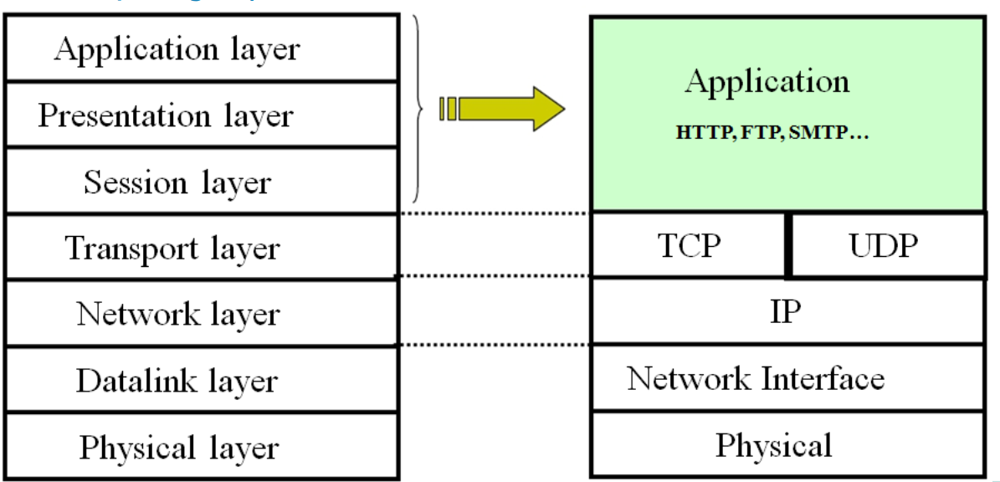 Application layer
Presentation layer
Session layer
Transport layer
Network layer
Datalink layer
Physical layer
Application
HTTP, FTP, SMTP...
TCP
UDP
IP
Network Interface
Physical